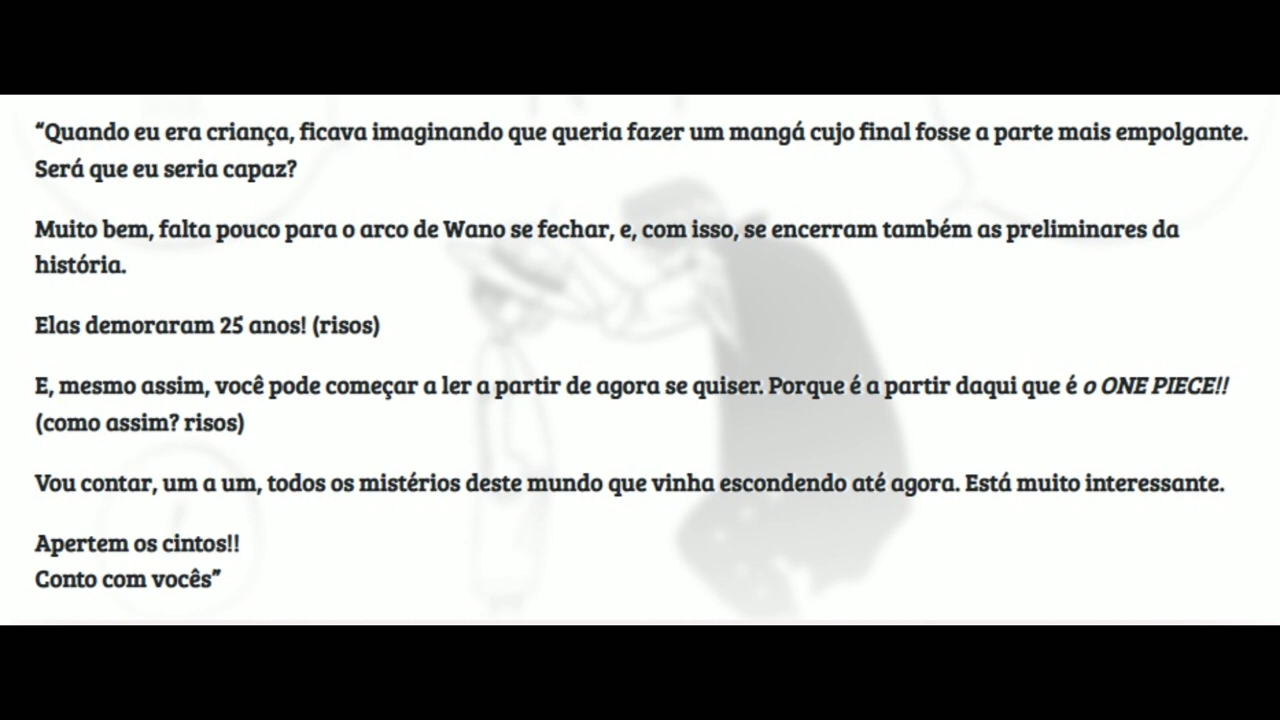 “Quando eu era criança, ficava imaginando que queria fazer um mangá cujo final fosse a parte mais empolgante.
Será que eu seria capaz?
Muito bem, falta pouco para o arco de Wano se fechar, e, com isso, se encerram também as preliminares da
história.
Elas demoraram 25 anos! (risos)
E, mesmo assim, você pode começar a ler a partir de agora se quiser. Porque é a partir daqui que é o ONE PIECE!!
(como assim? risos)
Vou contar, um a um, todos os mistérios deste mundo que vinha escondendo até agora. Está muito interessante.
Apertem os cintos!!
Conto com vocês”